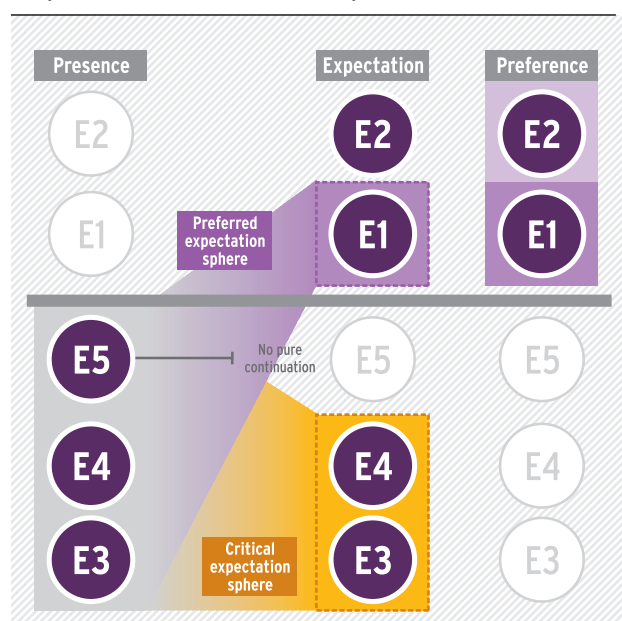 Presence
Expectation
Preference
E2
E2
E2
E1
Preferred
expectation
sphere
E1
E1
E5
No pure
continuation
E5
E5
E4
E4
E4
E3
Critical
expectation
sphere
E3
E3